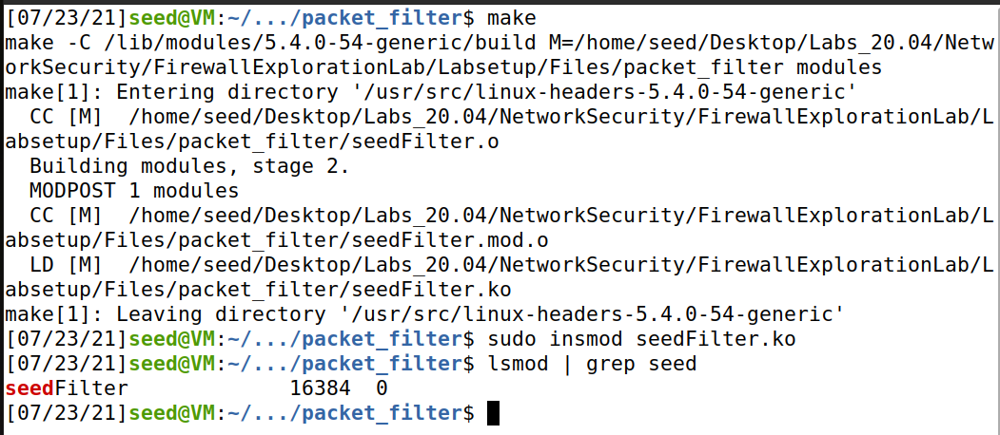 [07/23/21]seed@VM:~/.../packet_filter$ make
make -C /lib/modules/5.4.0-54-generic/build M=/home/seed/Desktop/Labs_20.04/Netw
orkSecurity/FirewallExplorationLab/Labsetup/Files/packet_filter modules
make[1]: Entering directory '/usr/src/linux-headers-5.4.0-54-generic'
  CC [M]  /home/seed/Desktop/Labs_20.04/NetworkSecurity/FirewallExplorationLab/L
absetup/Files/packet_filter/seedFilter.o
  Building modules, stage 2.
  MODPOST 1 modules
  CC [M]  /home/seed/Desktop/Labs_20.04/NetworkSecurity/FirewallExplorationLab/L
absetup/Files/packet_filter/seedFilter.mod.o
  LD [M]  /home/seed/Desktop/Labs_20.04/NetworkSecurity/FirewallExplorationLab/L
absetup/Files/packet_filter/seedFilter.ko
make[1]: Leaving directory '/usr/src/linux-headers-5.4.0-54-generic'
[07/23/21]seed@VM:~/.../packet_filter$ sudo insmod seedFilter.ko
[07/23/21]seed@VM:~/.../packet_filter$ lsmod | grep seed
seedFilter             16384  0
[07/23/21]seed@VM:~/.../packet_filter$